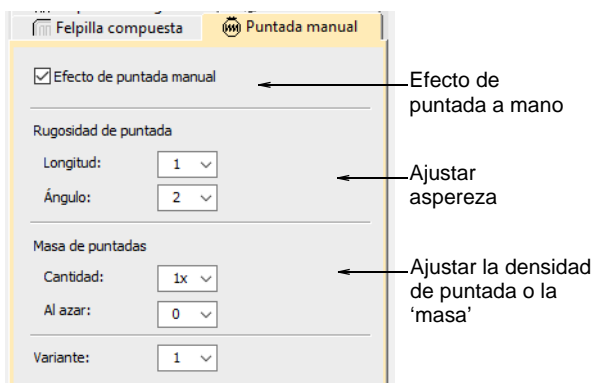 Felpilla compuesta Puntada manual
Efecto de puntada manual
Efecto de
puntada a mano
Rugosidad de puntada
Longitud: 1
Ángulo: 2
Ajustar
aspereza
Masa de puntadas
Cantidad: 1x
Al azar: 0
Ajustar la densidad
de puntada o la
‘masa’
Variante: 1